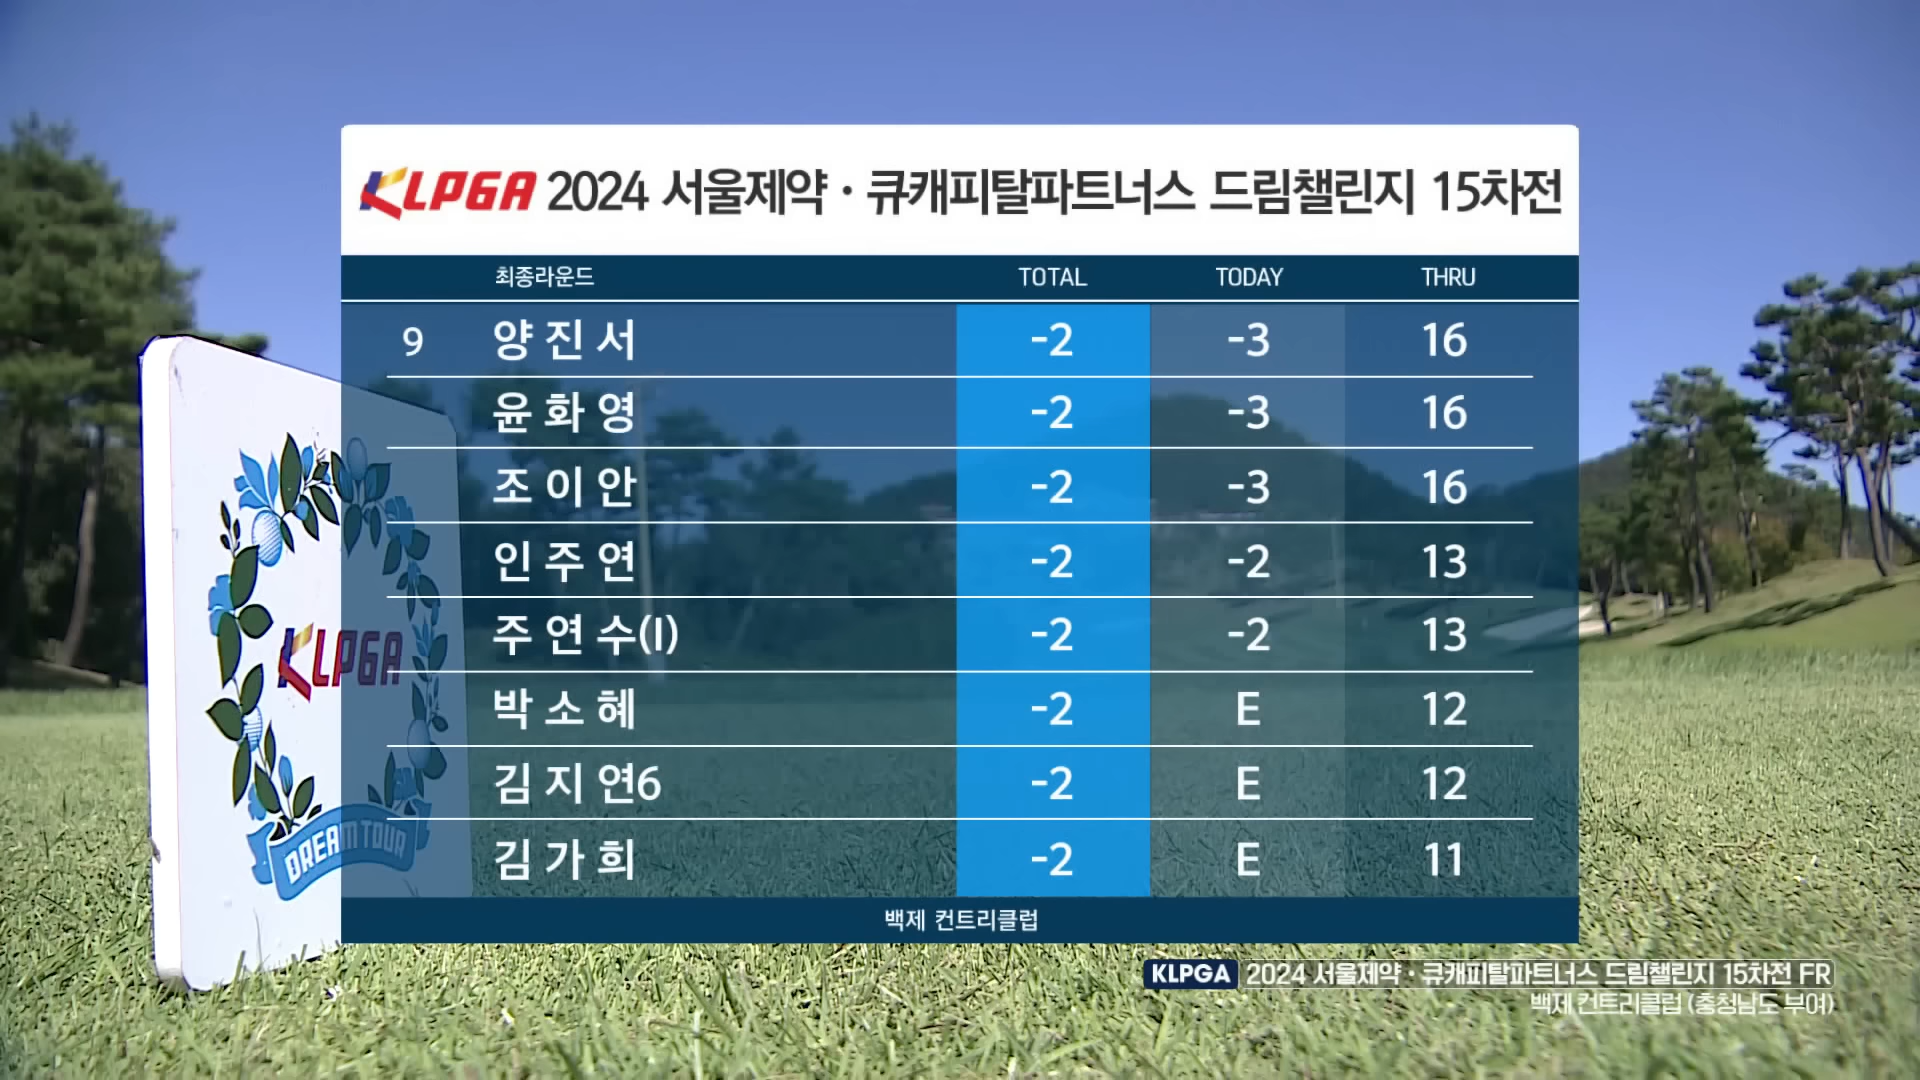 KLPGA 2024 서울제약 · 큐캐피탈파트너스 드림챌린지 15차전
최종라운드 TOTAL TODAY THRU
9 양진서 -2 -3 16
윤화영 -2 -3 16
조이안 -2 -3 16
인주연 -2 -2 13
주연수(I) -2 -2 13
박소혜 -2 E 12
김지연6 -2 E 12
김가희 -2 E 11
백제 컨트리클럽
KLPGA
DREAM TOUR
KLPGA 2024 서울제약 · 큐캐피탈파트너스 드림챌린지 15차전 FR
백제 컨트리클럽 (충청남도 부여)